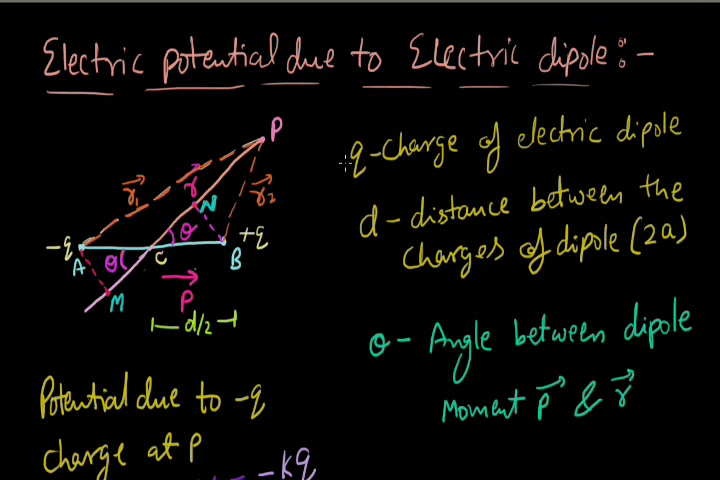 Electric potential due to Electric dipole:-
P
r₁
r
r₂
N
θ
-q
+q
A
θ
C
B
M
P
d/2
q - charge of electric dipole
d - distance between the
charges of dipole (2a)
θ - Angle between dipole
Moment P & r
Potential due to -q
charge at P
-kq